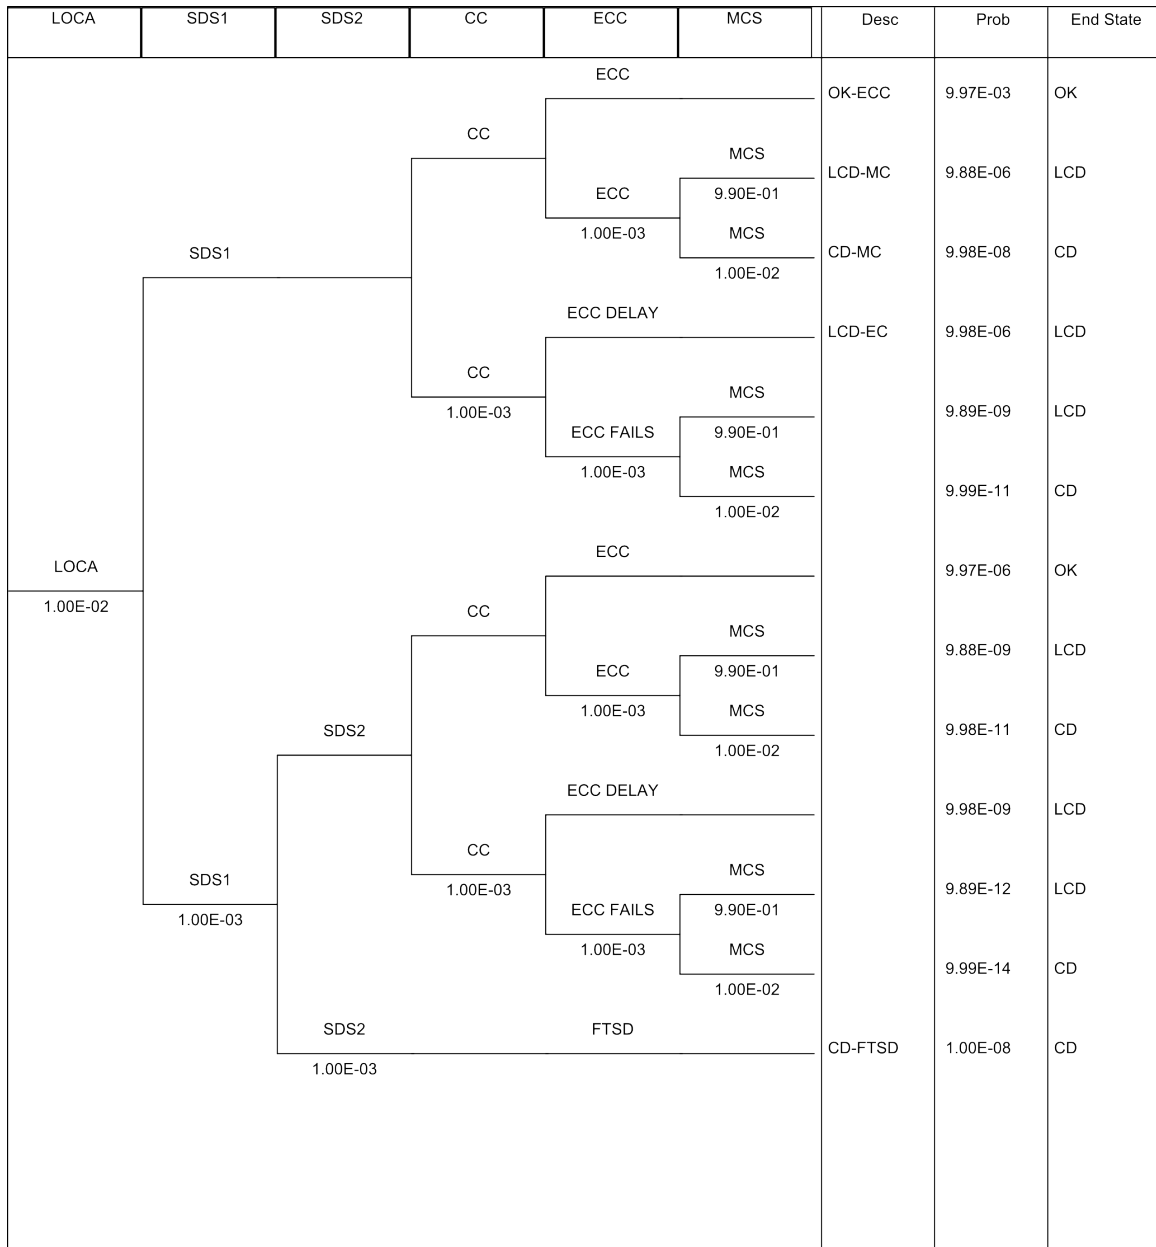 LOCA SDS1 SDS2 CC ECC MCS Desc Prob End State
ECC
OK-ECC 9.97E-03 OK
CC
MCS
LCD-MC 9.88E-06 LCD
ECC 9.90E-01
1.00E-03 MCS
SDS1 CD-MC 9.98E-08 CD
1.00E-02
ECC DELAY
LCD-EC 9.98E-06 LCD
CC
MCS
1.00E-03 9.89E-09 LCD
ECC FAILS 9.90E-01
1.00E-03 MCS
9.99E-11 CD
1.00E-02
ECC
LOCA 9.97E-06 OK
1.00E-02 CC
MCS
9.88E-09 LCD
ECC 9.90E-01
1.00E-03 MCS
SDS2 9.98E-11 CD
1.00E-02
ECC DELAY
9.98E-09 LCD
CC
MCS
SDS1 1.00E-03 9.89E-12 LCD
1.00E-03 ECC FAILS 9.90E-01
1.00E-03 MCS
9.99E-14 CD
1.00E-02
SDS2 FTSD
CD-FTSD 1.00E-08 CD
1.00E-03